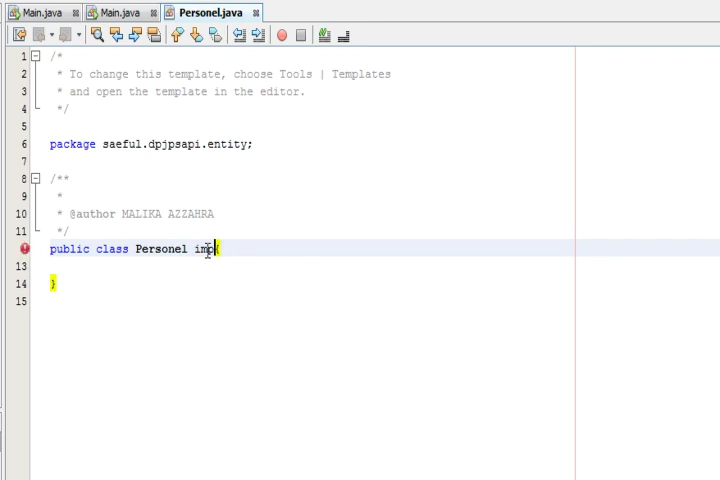 Main.java Main.java Personel.java
1 /*
2 * To change this template, choose Tools | Templates
3 * and open the template in the editor.
4 */
5
6 package saeful.dpjpsapi.entity;
7
8 /**
9 *
10 * @author MALIKA AZZAHRA
11 */
public class Personel imp{
13
14 }
15